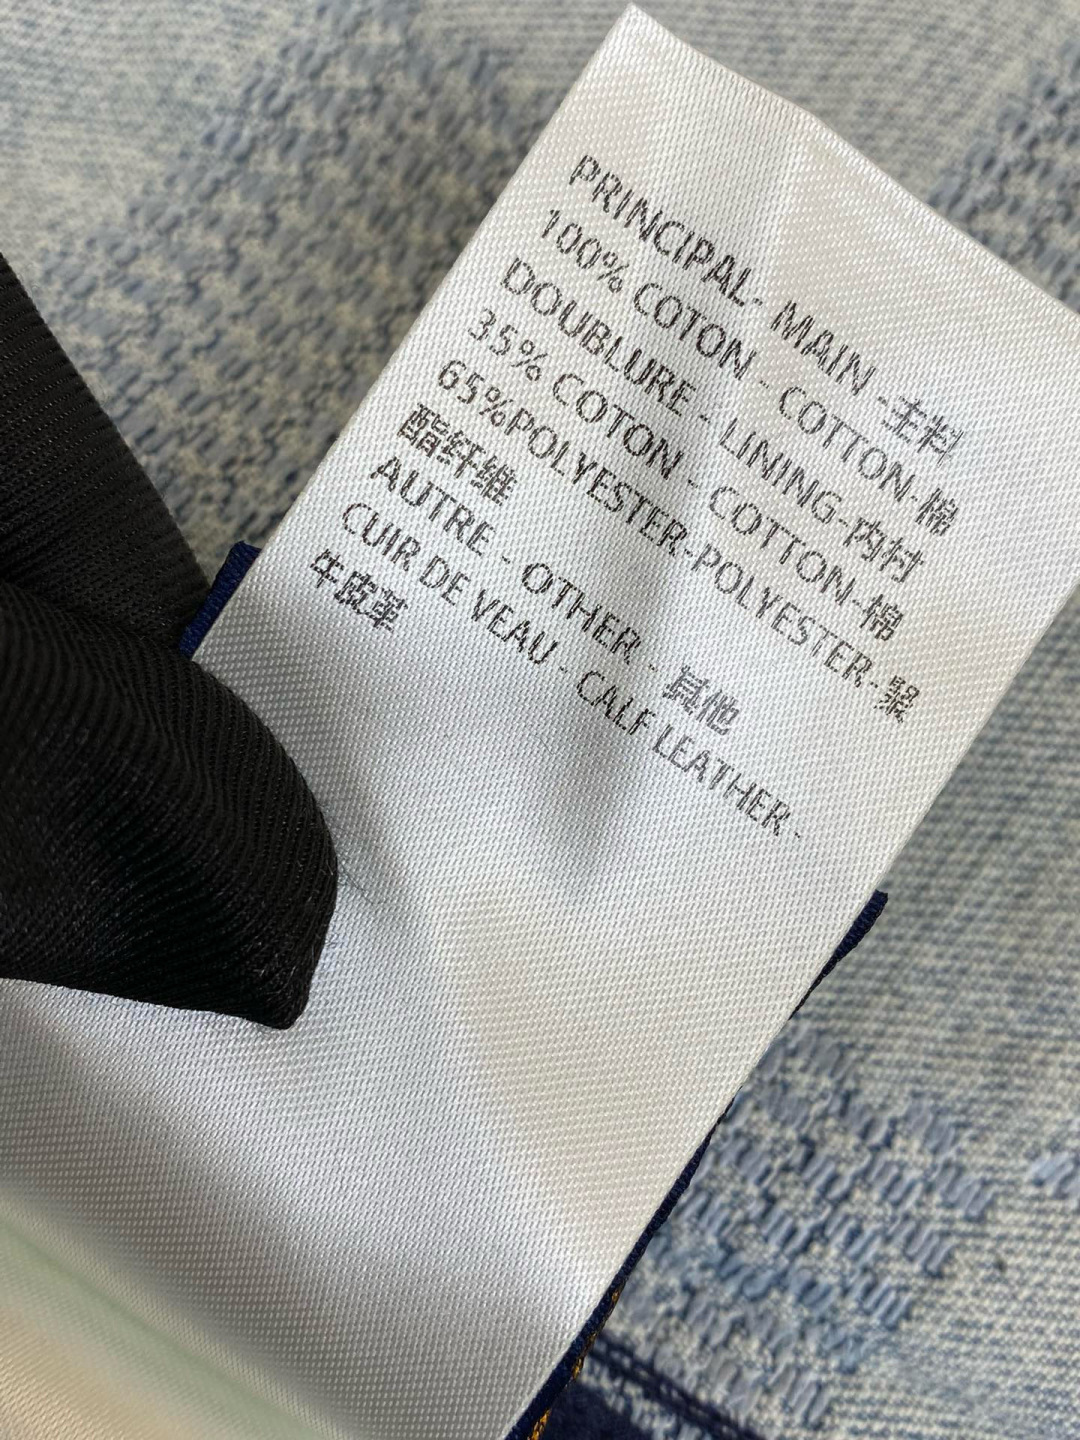 PRINCIPAL- MAIN -主料
100% COTON - COTTON-棉
DOUBLURE - LINING-内衬
35% COTON - COTTON-棉
65%POLYESTER-POLYESTER-聚
酯纤维
AUTRE - OTHER - 其他
CUIR DE VEAU - CALF LEATHER -
牛皮革